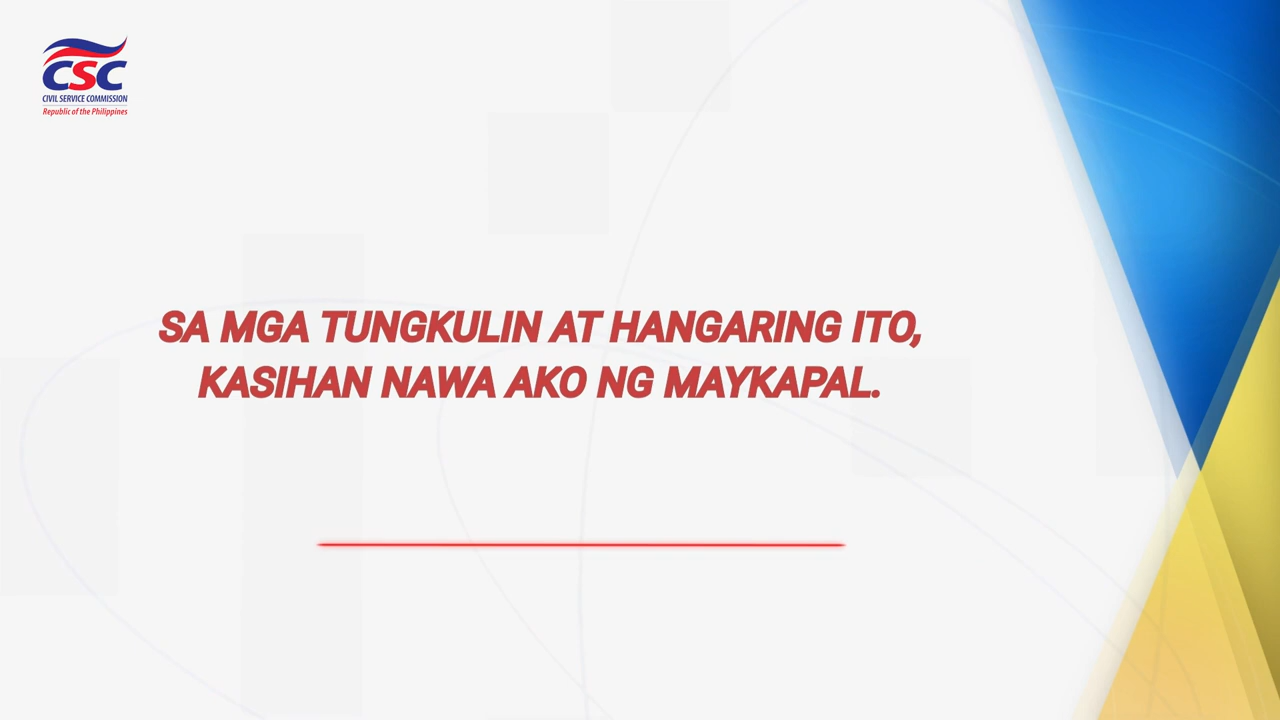 CSC
CIVIL SERVICE COMMISSION
Republic of the Philippines
SA MGA TUNGKULIN AT HANGARING ITO,
KASIHAN NAWA AKO NG MAYKAPAL.